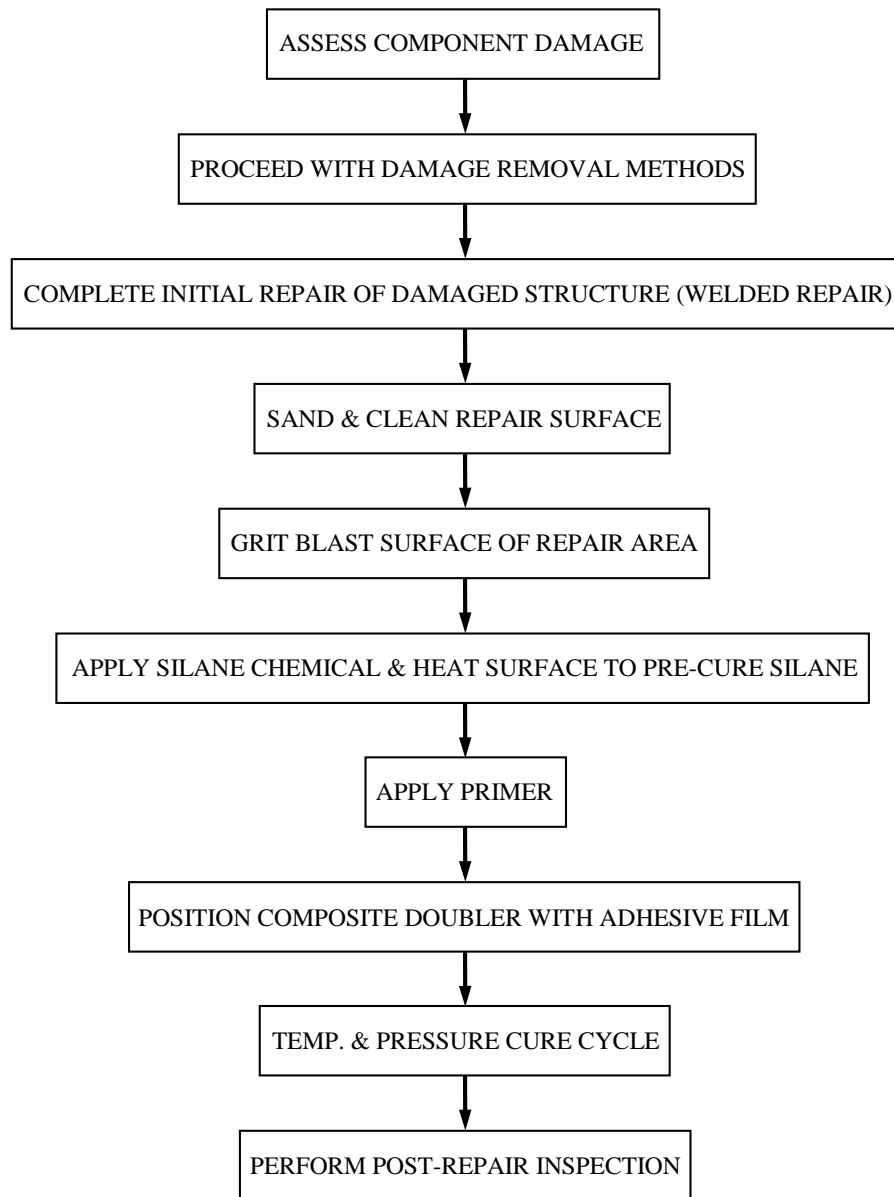 ASSESS COMPONENT DAMAGE
PROCEED WITH DAMAGE REMOVAL METHODS
COMPLETE INITIAL REPAIR OF DAMAGED STRUCTURE (WELDED REPAIR)
SAND & CLEAN REPAIR SURFACE
GRIT BLAST SURFACE OF REPAIR AREA
APPLY SILANE CHEMICAL & HEAT SURFACE TO PRE-CURE SILANE
APPLY PRIMER
POSITION COMPOSITE DOUBLER WITH ADHESIVE FILM
TEMP. & PRESSURE CURE CYCLE
PERFORM POST-REPAIR INSPECTION